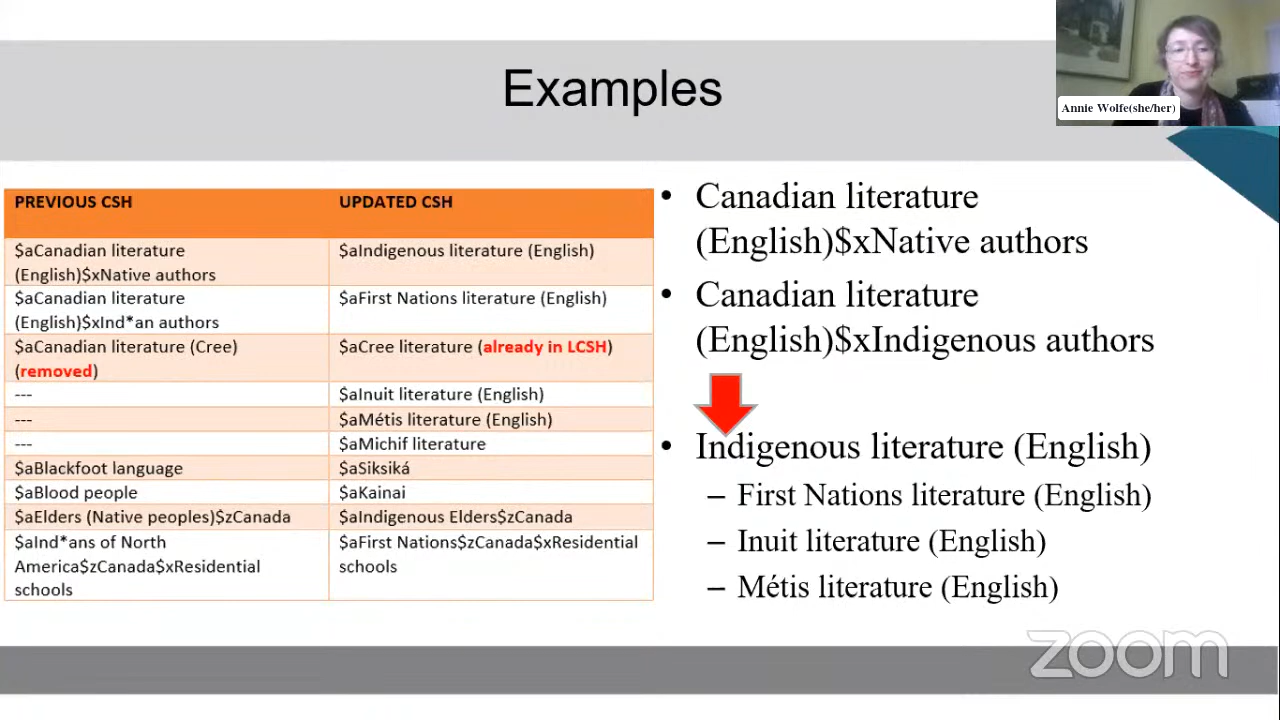 Examples
Annie Wolfe(she/her)
PREVIOUS CSH
UPDATED CSH
$aCanadian literature
(English)$xNative authors
$aIndigenous literature (English)
$aCanadian literature
(English)$xInd*an authors
$aFirst Nations literature (English)
$aCanadian literature (Cree)
(removed)
$aCree literature (already in LCSH)
---
$aInuit literature (English)
---
$aMétis literature (English)
---
$aMichif literature
$aBlackfoot language
$aSiksiká
$aBlood people
$aKainai
$aElders (Native peoples)$zCanada
$aIndigenous Elders$zCanada
$aInd*ans of North
America$zCanada$xResidential
schools
$aFirst Nations$zCanada$xResidential
schools
• Canadian literature
(English)$xNative authors
• Canadian literature
(English)$xIndigenous authors
• Indigenous literature (English)
– First Nations literature (English)
– Inuit literature (English)
– Métis literature (English)
zoom